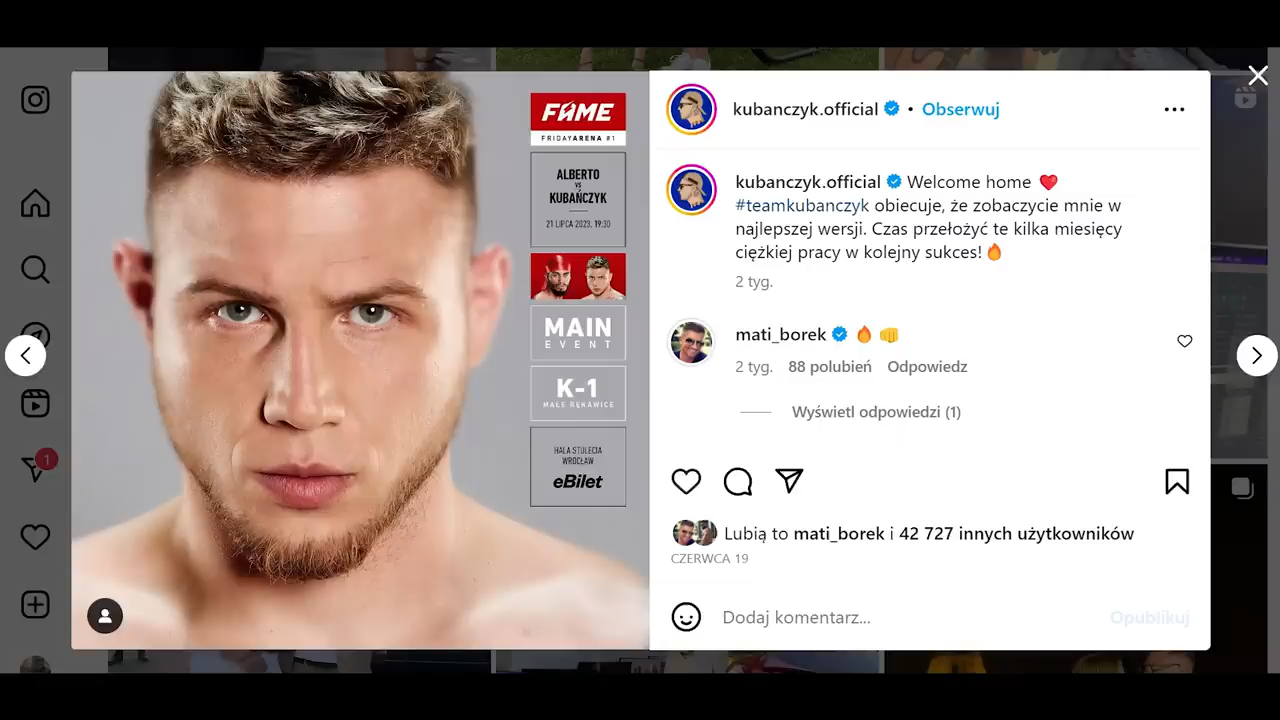 FAME
FRIDAYARENA #1
ALBERTO
VS
KUBAŃCZYK
21 LIPCA 2023, 19:30
MAIN
EVENT
K-1
MAŁE RĘKAWICE
HALA STULECIA
WROCŁAW
eBilet
kubanczyk.official • Obserwuj
kubanczyk.official Welcome home ❤️
#teamkubanczyk obiecuje, że zobaczycie mnie w
najlepszej wersji. Czas przełożyć te kilka miesięcy
ciężkiej pracy w kolejny sukces!🔥
2 tyg.
mati_borek 🔥 👊
2 tyg. 88 polubień Odpowiedz
Wyświetl odpowiedzi (1)
Lubią to mati_borek i 42 727 innych użytkowników
CZERWCA 19
Dodaj komentarz... Opublikuj
1